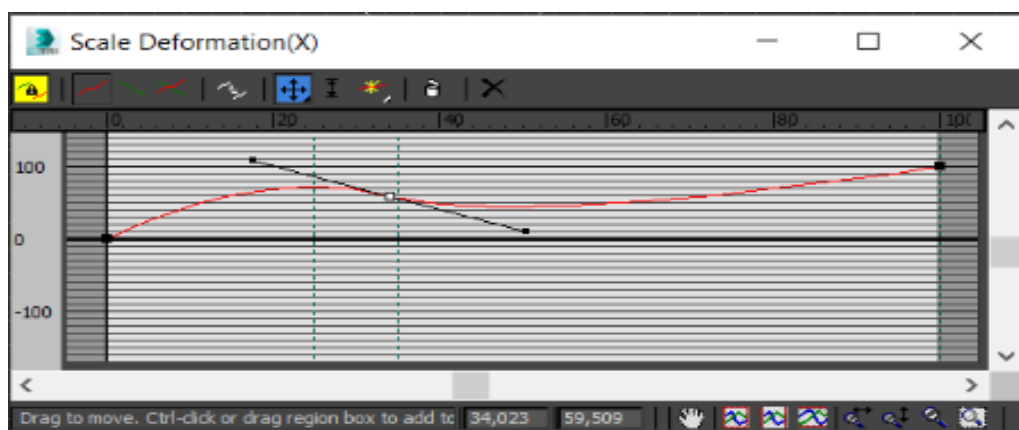 Scale Deformation(X)
0 20 40 60 80 100
100
0
-100
Drag to move. Ctrl-click or drag region box to add to 34,023 59,509